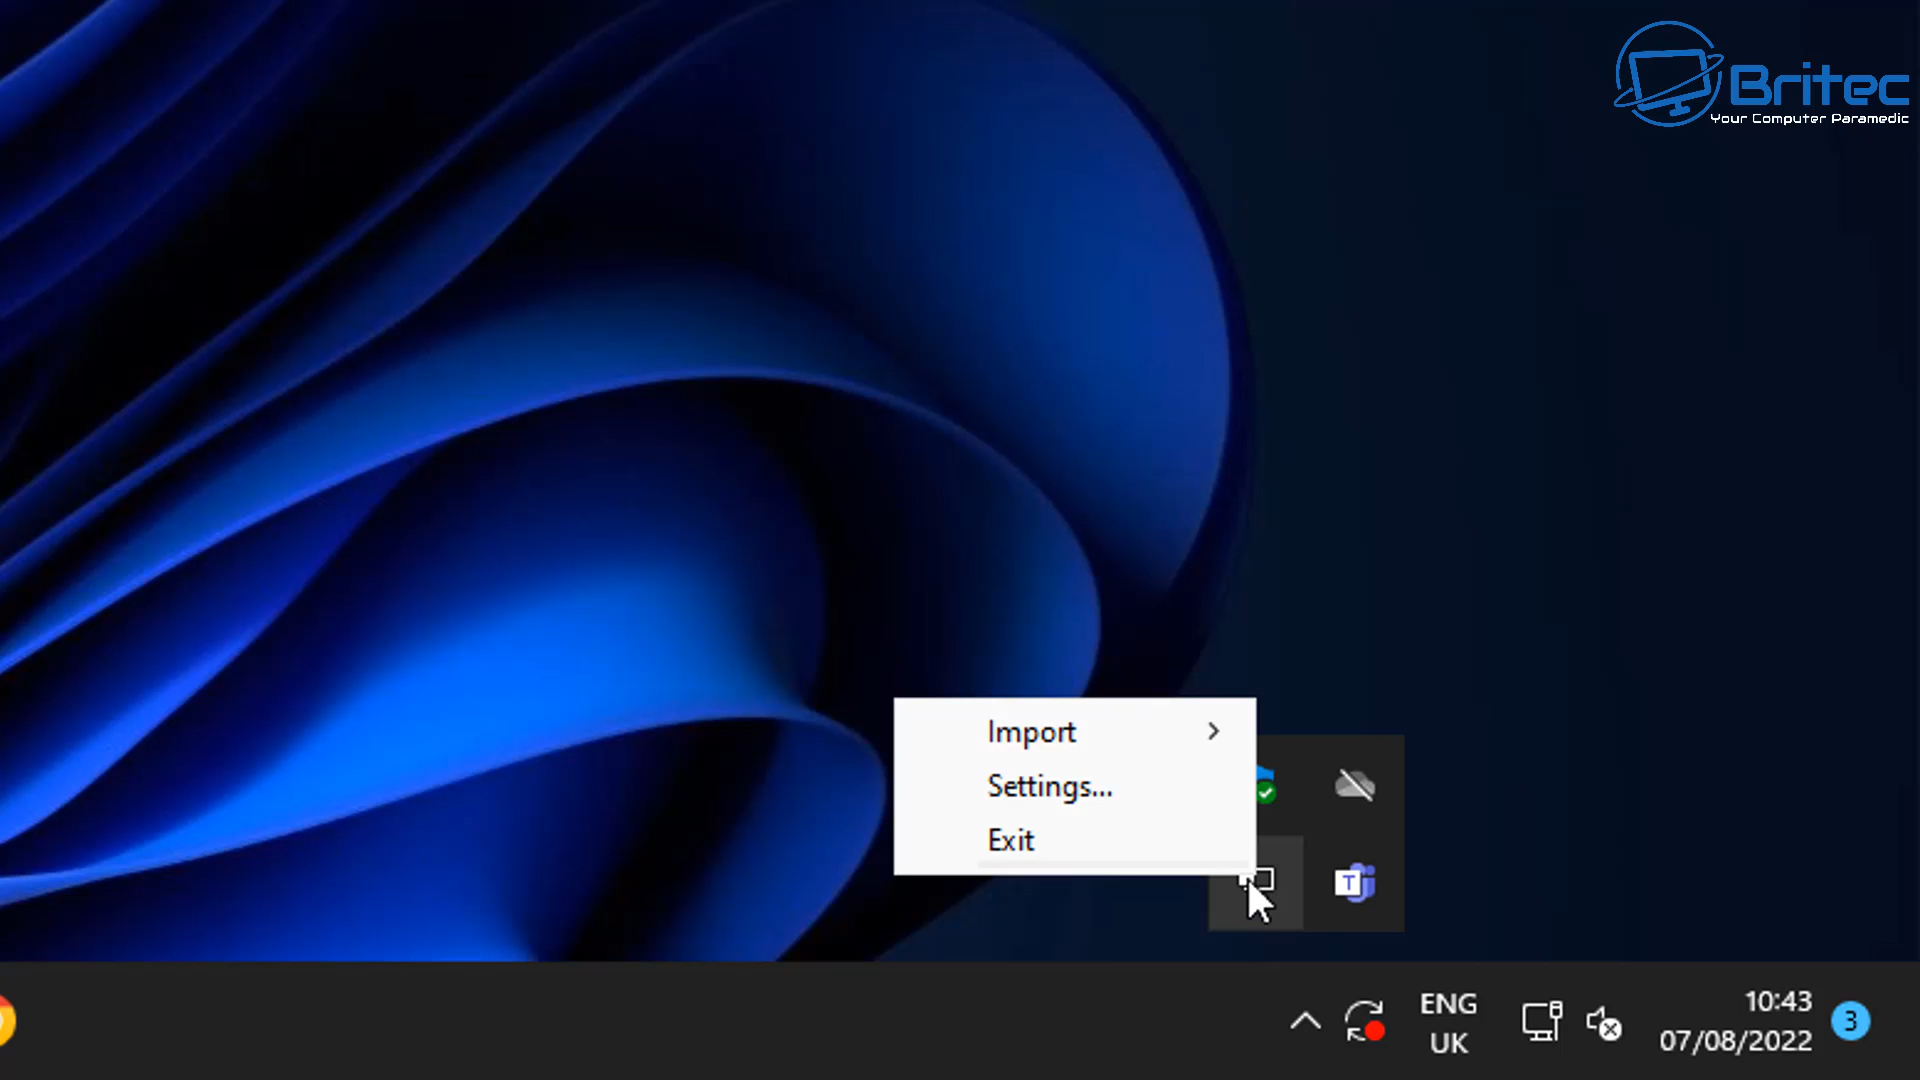 Britec
Your Computer Paramedic
Import
Settings...
Exit
T
ENG
UK
10:43
07/08/2022
3